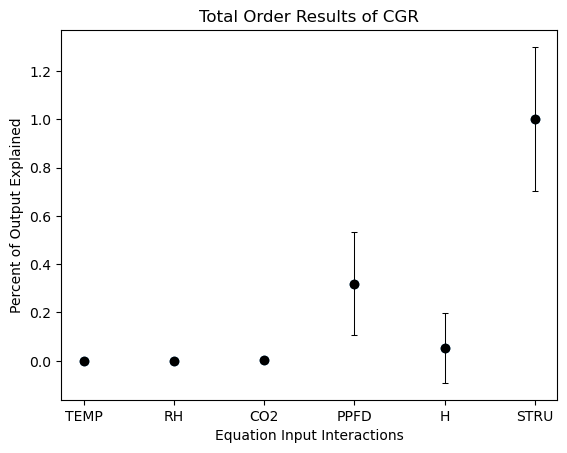 Total Order Results of CGR
Percent of Output Explained
1.2
1.0
0.8
0.6
0.4
0.2
0.0
TEMP RH CO2 PPFD H STRU
Equation Input Interactions